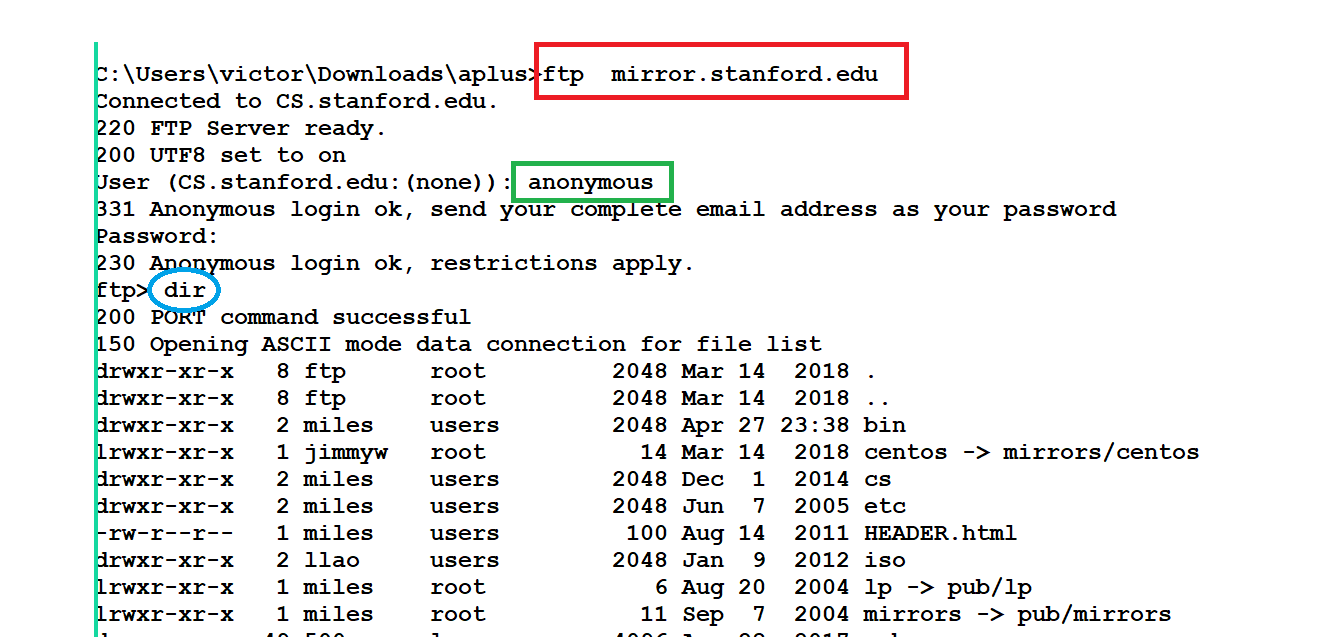 C:\Users\victor\Downloads\aplus>ftp  mirror.stanford.edu
Connected to CS.stanford.edu.
220 FTP Server ready.
200 UTF8 set to on
User (CS.stanford.edu:(none)): anonymous
331 Anonymous login ok, send your complete email address as your password
Password:
230 Anonymous login ok, restrictions apply.
ftp> dir
200 PORT command successful
150 Opening ASCII mode data connection for file list
drwxr-xr-x   8 ftp      root         2048 Mar 14  2018 .
drwxr-xr-x   8 ftp      root         2048 Mar 14  2018 ..
drwxr-xr-x   2 miles    users        2048 Apr 27 23:38 bin
lrwxr-xr-x   1 jimmyw   root           14 Mar 14  2018 centos -> mirrors/centos
drwxr-xr-x   2 miles    users        2048 Dec  1  2014 cs
drwxr-xr-x   2 miles    users        2048 Jun  7  2005 etc
-rw-r--r--   1 miles    users         100 Aug 14  2011 HEADER.html
drwxr-xr-x   2 llao     users        2048 Jan  9  2012 iso
lrwxr-xr-x   1 miles    root            6 Aug 20  2004 lp -> pub/lp
lrwxr-xr-x   1 miles    root           11 Sep  7  2004 mirrors -> pub/mirrors